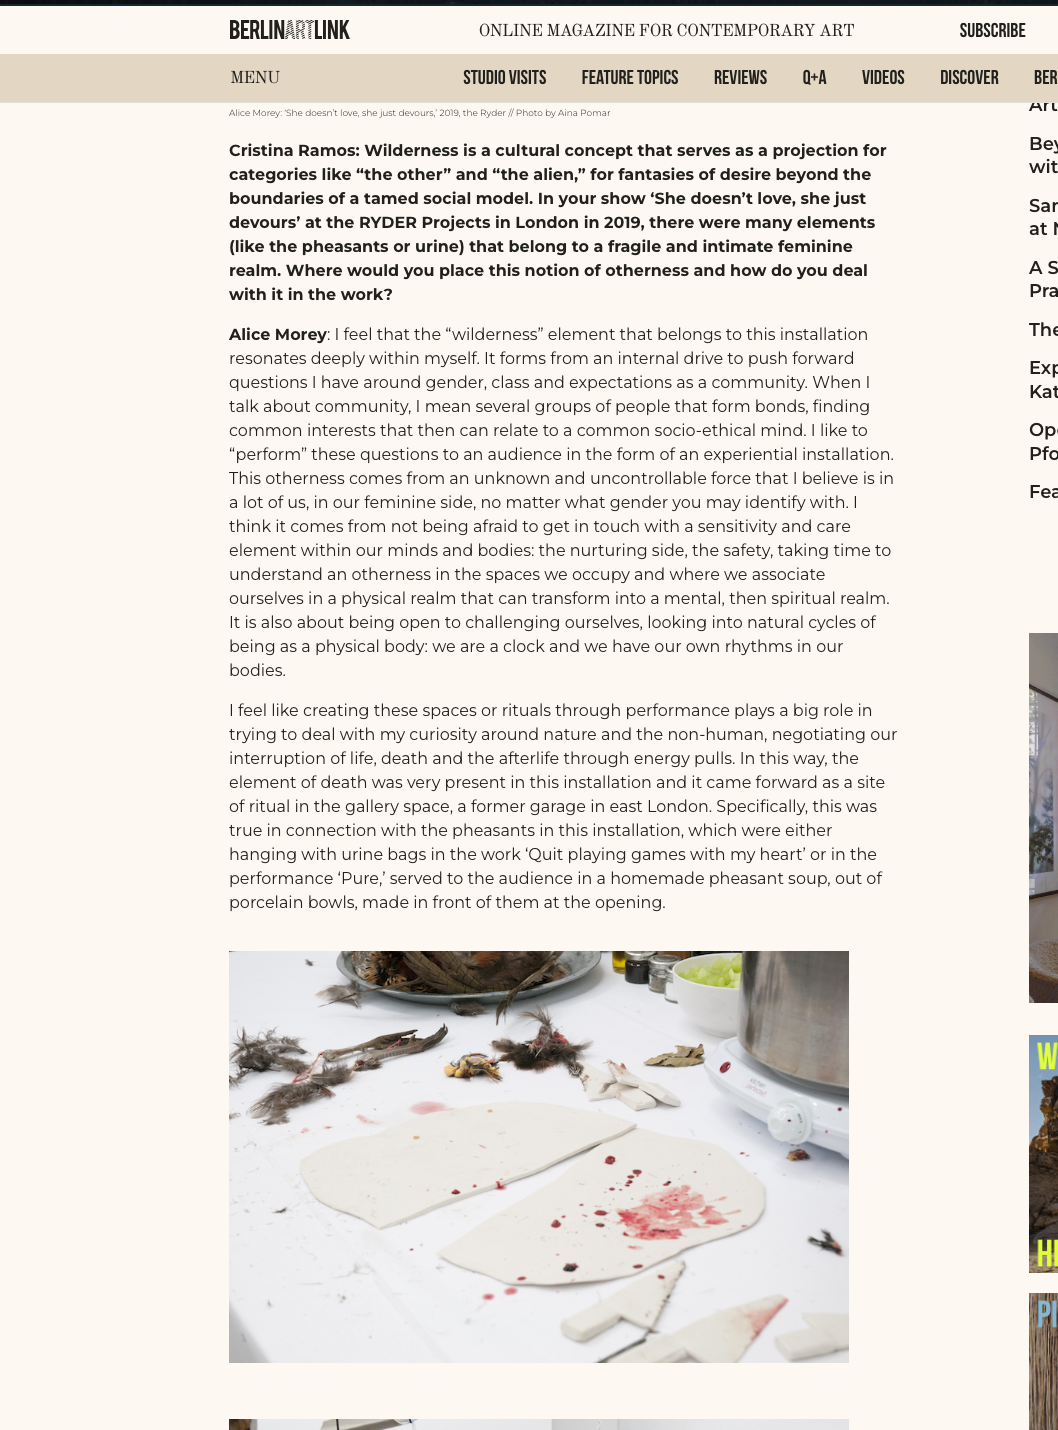 BERLINARTLINK
ONLINE MAGAZINE FOR CONTEMPORARY ART
SUBSCRIBE
MENU
STUDIO VISITS
FEATURE TOPICS
REVIEWS
Q+A
VIDEOS
DISCOVER
BER
Alice Morey: ‘She doesn’t love, she just devours,’ 2019, the Ryder // Photo by Aina Pomar
Cristina Ramos: Wilderness is a cultural concept that serves as a projection for
categories like “the other” and “the alien,” for fantasies of desire beyond the
boundaries of a tamed social model. In your show ‘She doesn’t love, she just
devours’ at the RYDER Projects in London in 2019, there were many elements
(like the pheasants or urine) that belong to a fragile and intimate feminine
realm. Where would you place this notion of otherness and how do you deal
with it in the work?
Alice Morey: I feel that the “wilderness” element that belongs to this installation
resonates deeply within myself. It forms from an internal drive to push forward
questions I have around gender, class and expectations as a community. When I
talk about community, I mean several groups of people that form bonds, finding
common interests that then can relate to a common socio-ethical mind. I like to
“perform” these questions to an audience in the form of an experiential installation.
This otherness comes from an unknown and uncontrollable force that I believe is in
a lot of us, in our feminine side, no matter what gender you may identify with. I
think it comes from not being afraid to get in touch with a sensitivity and care
element within our minds and bodies: the nurturing side, the safety, taking time to
understand an otherness in the spaces we occupy and where we associate
ourselves in a physical realm that can transform into a mental, then spiritual realm.
It is also about being open to challenging ourselves, looking into natural cycles of
being as a physical body: we are a clock and we have our own rhythms in our
bodies.
I feel like creating these spaces or rituals through performance plays a big role in
trying to deal with my curiosity around nature and the non-human, negotiating our
interruption of life, death and the afterlife through energy pulls. In this way, the
element of death was very present in this installation and it came forward as a site
of ritual in the gallery space, a former garage in east London. Specifically, this was
true in connection with the pheasants in this installation, which were either
hanging with urine bags in the work ‘Quit playing games with my heart’ or in the
performance ‘Pure,’ served to the audience in a homemade pheasant soup, out of
porcelain bowls, made in front of them at the opening.
Art
Bey
wit
Sar
at
A S
Pra
The
Exp
Kat
Op
Pfo
Fea
W